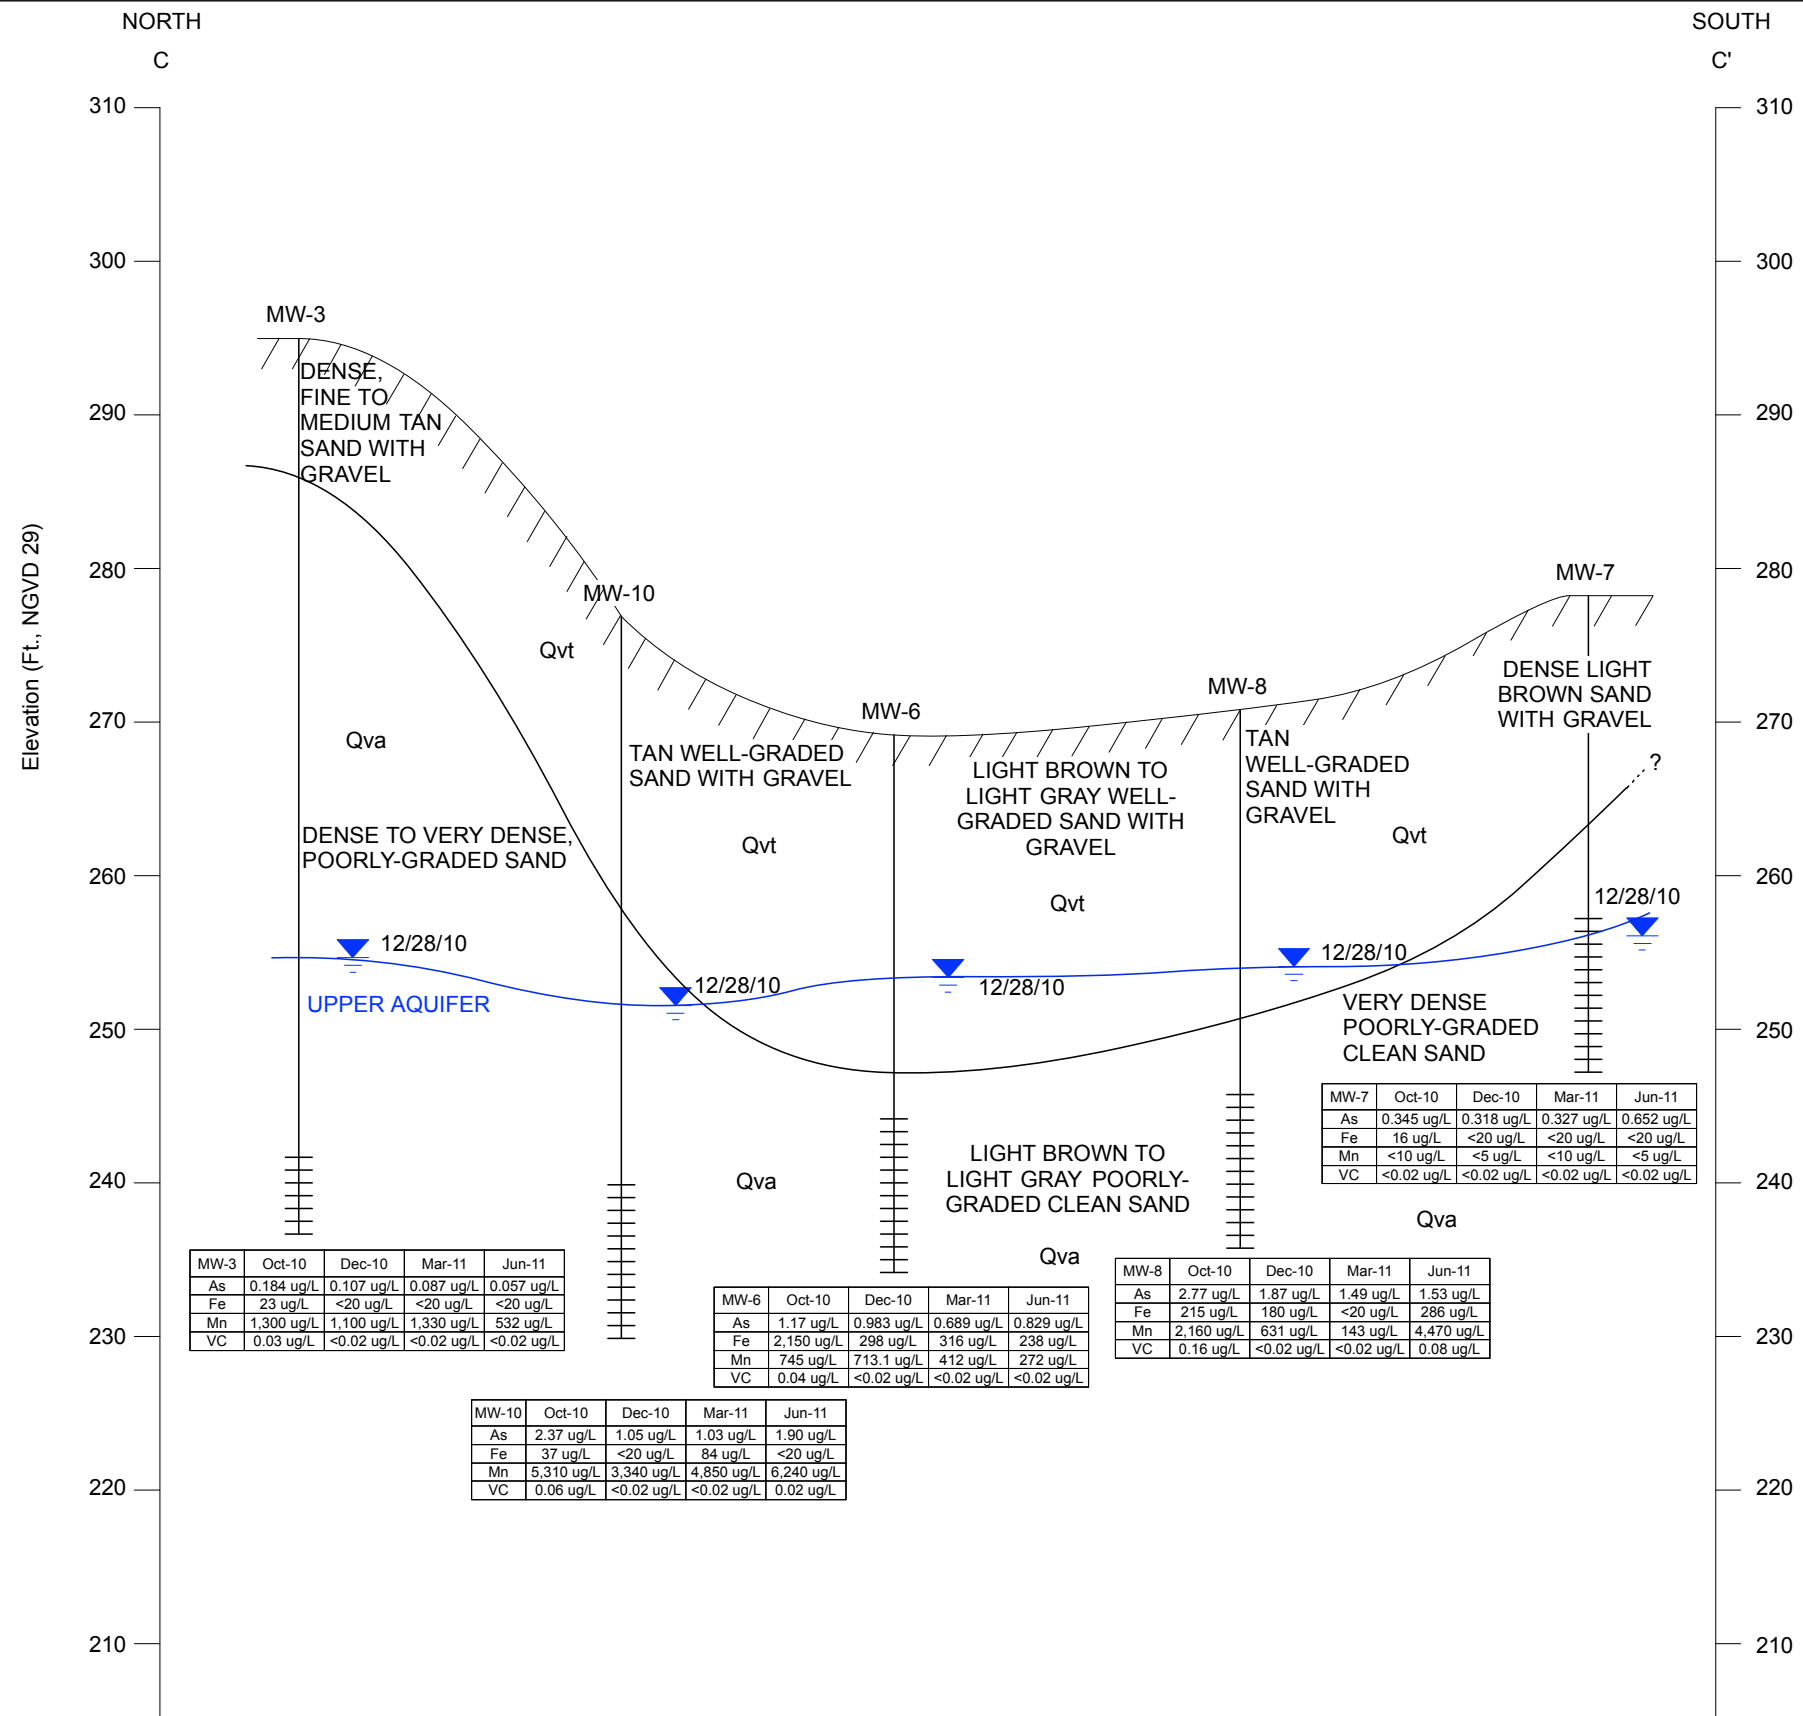 NORTH
C
SOUTH
C'
310
300
290
280
270
260
250
240
230
220
210
Elevation (Ft., NGVD 29)
310
300
290
280
270
260
250
240
230
220
210
MW-3
DENSE,
FINE TO
MEDIUM TAN
SAND WITH
GRAVEL
MW-10
Qvt
Qva
DENSE TO VERY DENSE,
POORLY-GRADED SAND
12/28/10
UPPER AQUIFER
12/28/10
TAN WELL-GRADED
SAND WITH GRAVEL
Qvt
MW-6
LIGHT BROWN TO
LIGHT GRAY WELL-
GRADED SAND WITH
GRAVEL
Qvt
12/28/10
MW-8
TAN
WELL-GRADED
SAND WITH
GRAVEL
Qvt
12/28/10
MW-7
DENSE LIGHT
BROWN SAND
WITH GRAVEL
?
12/28/10
VERY DENSE
POORLY-GRADED
CLEAN SAND
Qva
LIGHT BROWN TO
LIGHT GRAY POORLY-
GRADED CLEAN SAND
Qva
Qva
MW-7 Oct-10 Dec-10 Mar-11 Jun-11
As 0.345 ug/L 0.318 ug/L 0.327 ug/L 0.652 ug/L
Fe 16 ug/L <20 ug/L <20 ug/L <20 ug/L
Mn <10 ug/L <5 ug/L <10 ug/L <5 ug/L
VC <0.02 ug/L <0.02 ug/L <0.02 ug/L <0.02 ug/L
MW-3 Oct-10 Dec-10 Mar-11 Jun-11
As 0.184 ug/L 0.107 ug/L 0.087 ug/L 0.057 ug/L
Fe 23 ug/L <20 ug/L <20 ug/L <20 ug/L
Mn 1,300 ug/L 1,100 ug/L 1,330 ug/L 532 ug/L
VC 0.03 ug/L <0.02 ug/L <0.02 ug/L <0.02 ug/L
MW-6 Oct-10 Dec-10 Mar-11 Jun-11
As 1.17 ug/L 0.983 ug/L 0.689 ug/L 0.829 ug/L
Fe 2,150 ug/L 298 ug/L 316 ug/L 238 ug/L
Mn 745 ug/L 713.1 ug/L 412 ug/L 272 ug/L
VC 0.04 ug/L <0.02 ug/L <0.02 ug/L <0.02 ug/L
MW-8 Oct-10 Dec-10 Mar-11 Jun-11
As 2.77 ug/L 1.87 ug/L 1.49 ug/L 1.53 ug/L
Fe 215 ug/L 180 ug/L <20 ug/L 286 ug/L
Mn 2,160 ug/L 631 ug/L 143 ug/L 4,470 ug/L
VC 0.16 ug/L <0.02 ug/L <0.02 ug/L 0.08 ug/L
MW-10 Oct-10 Dec-10 Mar-11 Jun-11
As 2.37 ug/L 1.05 ug/L 1.03 ug/L 1.90 ug/L
Fe 37 ug/L <20 ug/L 84 ug/L <20 ug/L
Mn 5,310 ug/L 3,340 ug/L 4,850 ug/L 6,240 ug/L
VC 0.06 ug/L <0.02 ug/L <0.02 ug/L 0.02 ug/L